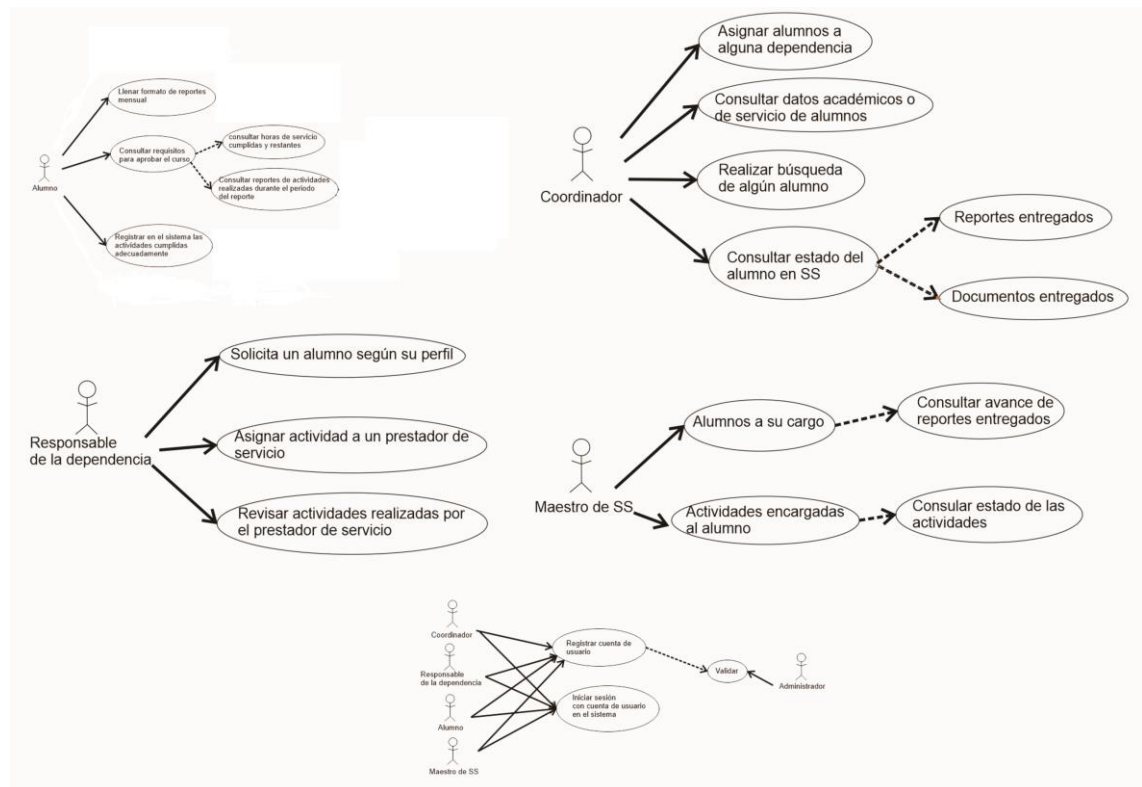 Llenar formato de reportes
mensual
Consultar requisitos
para aprobar el curso
consultar horas de servicio
cumplidas y restantes
Consultar reportes de actividades
realizadas durante el periodo
del reporte
Alumno
Registrar en el sistema las
actividades cumplidas
adecuadamente
Asignar alumnos a
alguna dependencia
Consultar datos académicos o
de servicio de alumnos
Coordinador
Realizar búsqueda
de algún alumno
Consultar estado del
alumno en SS
Reportes entregados
Documentos entregados
Solicita un alumno según su perfil
Responsable
de la dependencia
Asignar actividad a un prestador de
servicio
Revisar actividades realizadas por
el prestador de servicio
Alumnos a su cargo
Consultar avance de
reportes entregados
Maestro de SS
Actividades encargadas
al alumno
Consular estado de las
actividades
Coordinador
Responsable
de la dependencia
Alumno
Maestro de SS
Registrar cuenta de
usuario
Iniciar sesión
con cuenta de usuario
en el sistema
Validar
Administrador